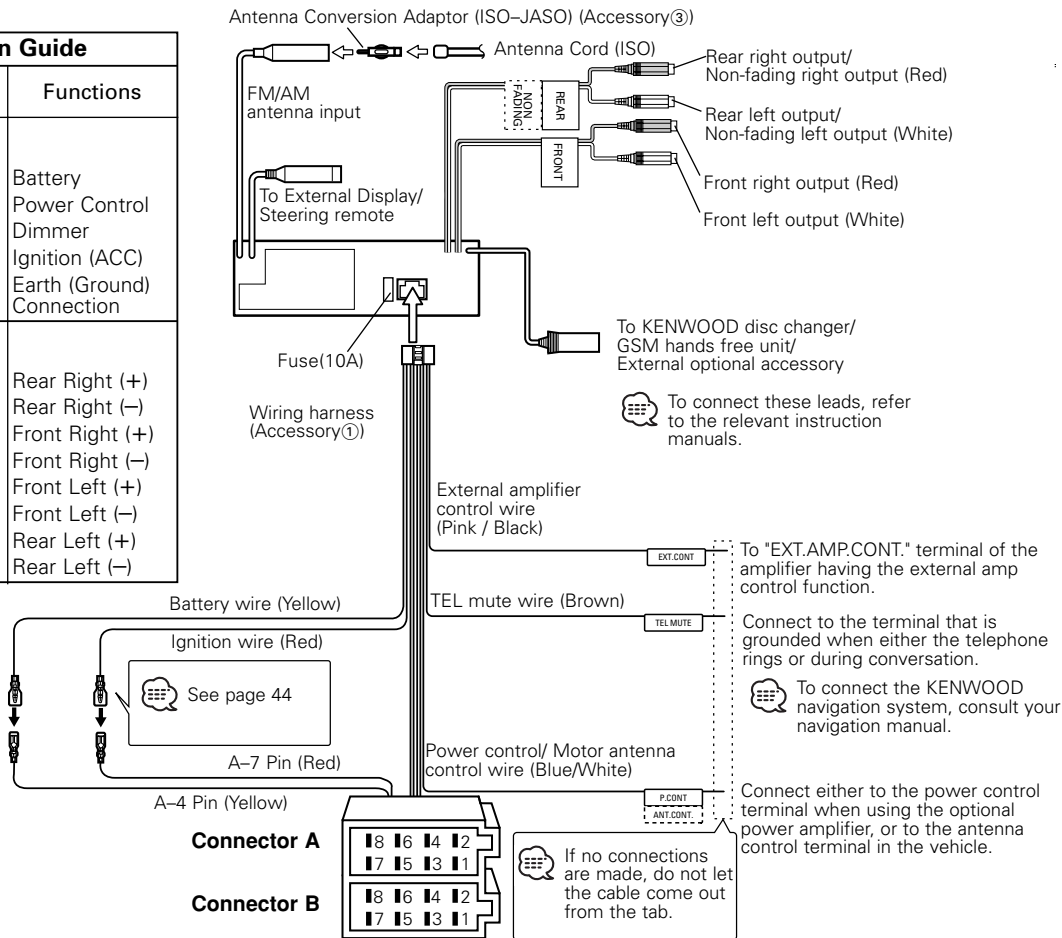 Antenna Conversion Adaptor (ISO–JASO) (Accessory③)
Antenna Cord (ISO)
n Guide
Functions
Battery
Power Control
Dimmer
Ignition (ACC)
Earth (Ground)
Connection
Rear Right (+)
Rear Right (–)
Front Right (+)
Front Right (–)
Front Left (+)
Front Left (–)
Rear Left (+)
Rear Left (–)
FM/AM
antenna input
To External Display/
Steering remote
NON
FADING
REAR
FRONT
Rear right output/
Non-fading right output (Red)
Rear left output/
Non-fading left output (White)
Front right output (Red)
Front left output (White)
Fuse(10A)
To KENWOOD disc changer/
GSM hands free unit/
External optional accessory
To connect these leads, refer
to the relevant instruction
manuals.
Wiring harness
(Accessory①)
External amplifier
control wire
(Pink / Black)
EXT.CONT
To "EXT.AMP.CONT." terminal of the
amplifier having the external amp
control function.
Battery wire (Yellow)
TEL mute wire (Brown)
TEL MUTE
Connect to the terminal that is
grounded when either the telephone
rings or during conversation.
Ignition wire (Red)
See page 44
To connect the KENWOOD
navigation system, consult your
navigation manual.
A–7 Pin (Red)
A–4 Pin (Yellow)
Power control/ Motor antenna
control wire (Blue/White)
P.CONT
ANT.CONT.
Connect either to the power control
terminal when using the optional
power amplifier, or to the antenna
control terminal in the vehicle.
If no connections
are made, do not let
the cable come out
from the tab.
Connector A
8 6 4 2
7 5 3 1
Connector B
8 6 4 2
7 5 3 1